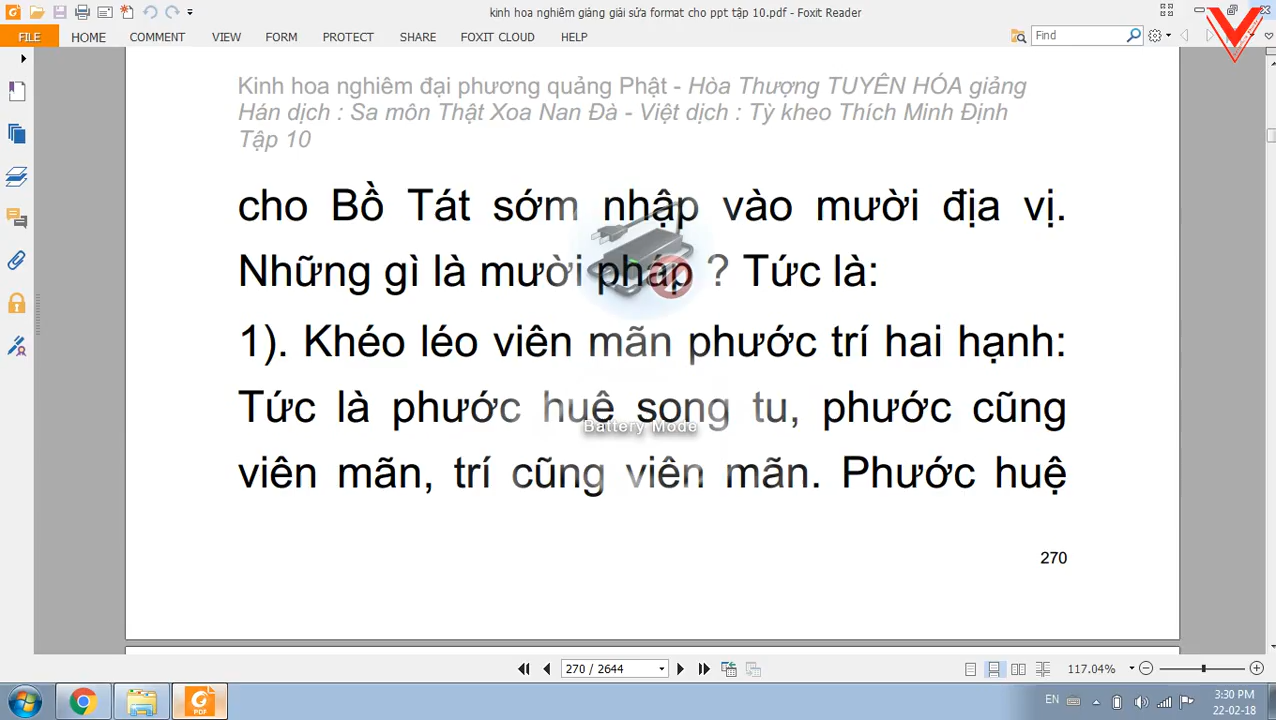 kinh hoa nghiêm giảng giải sửa format cho ppt tập 10.pdf - Foxit Reader
FILE HOME COMMENT VIEW FORM PROTECT SHARE FOXIT CLOUD HELP Find
Kinh hoa nghiêm đại phương quảng Phật - Hòa Thượng TUYÊN HÓA giảng
Hán dịch : Sa môn Thật Xoa Nan Đà - Việt dịch : Tỳ kheo Thích Minh Định
Tập 10
cho Bồ Tát sớm nhập vào mười địa vị.
Những gì là mười pháp ? Tức là:
1). Khéo léo viên mãn phước trí hai hạnh:
Tức là phước huệ song tu, phước cũng
Battery Mode
viên mãn, trí cũng viên mãn. Phước huệ
270
270 / 2644 117.04%
PDF EN 3:30 PM
22-02-18